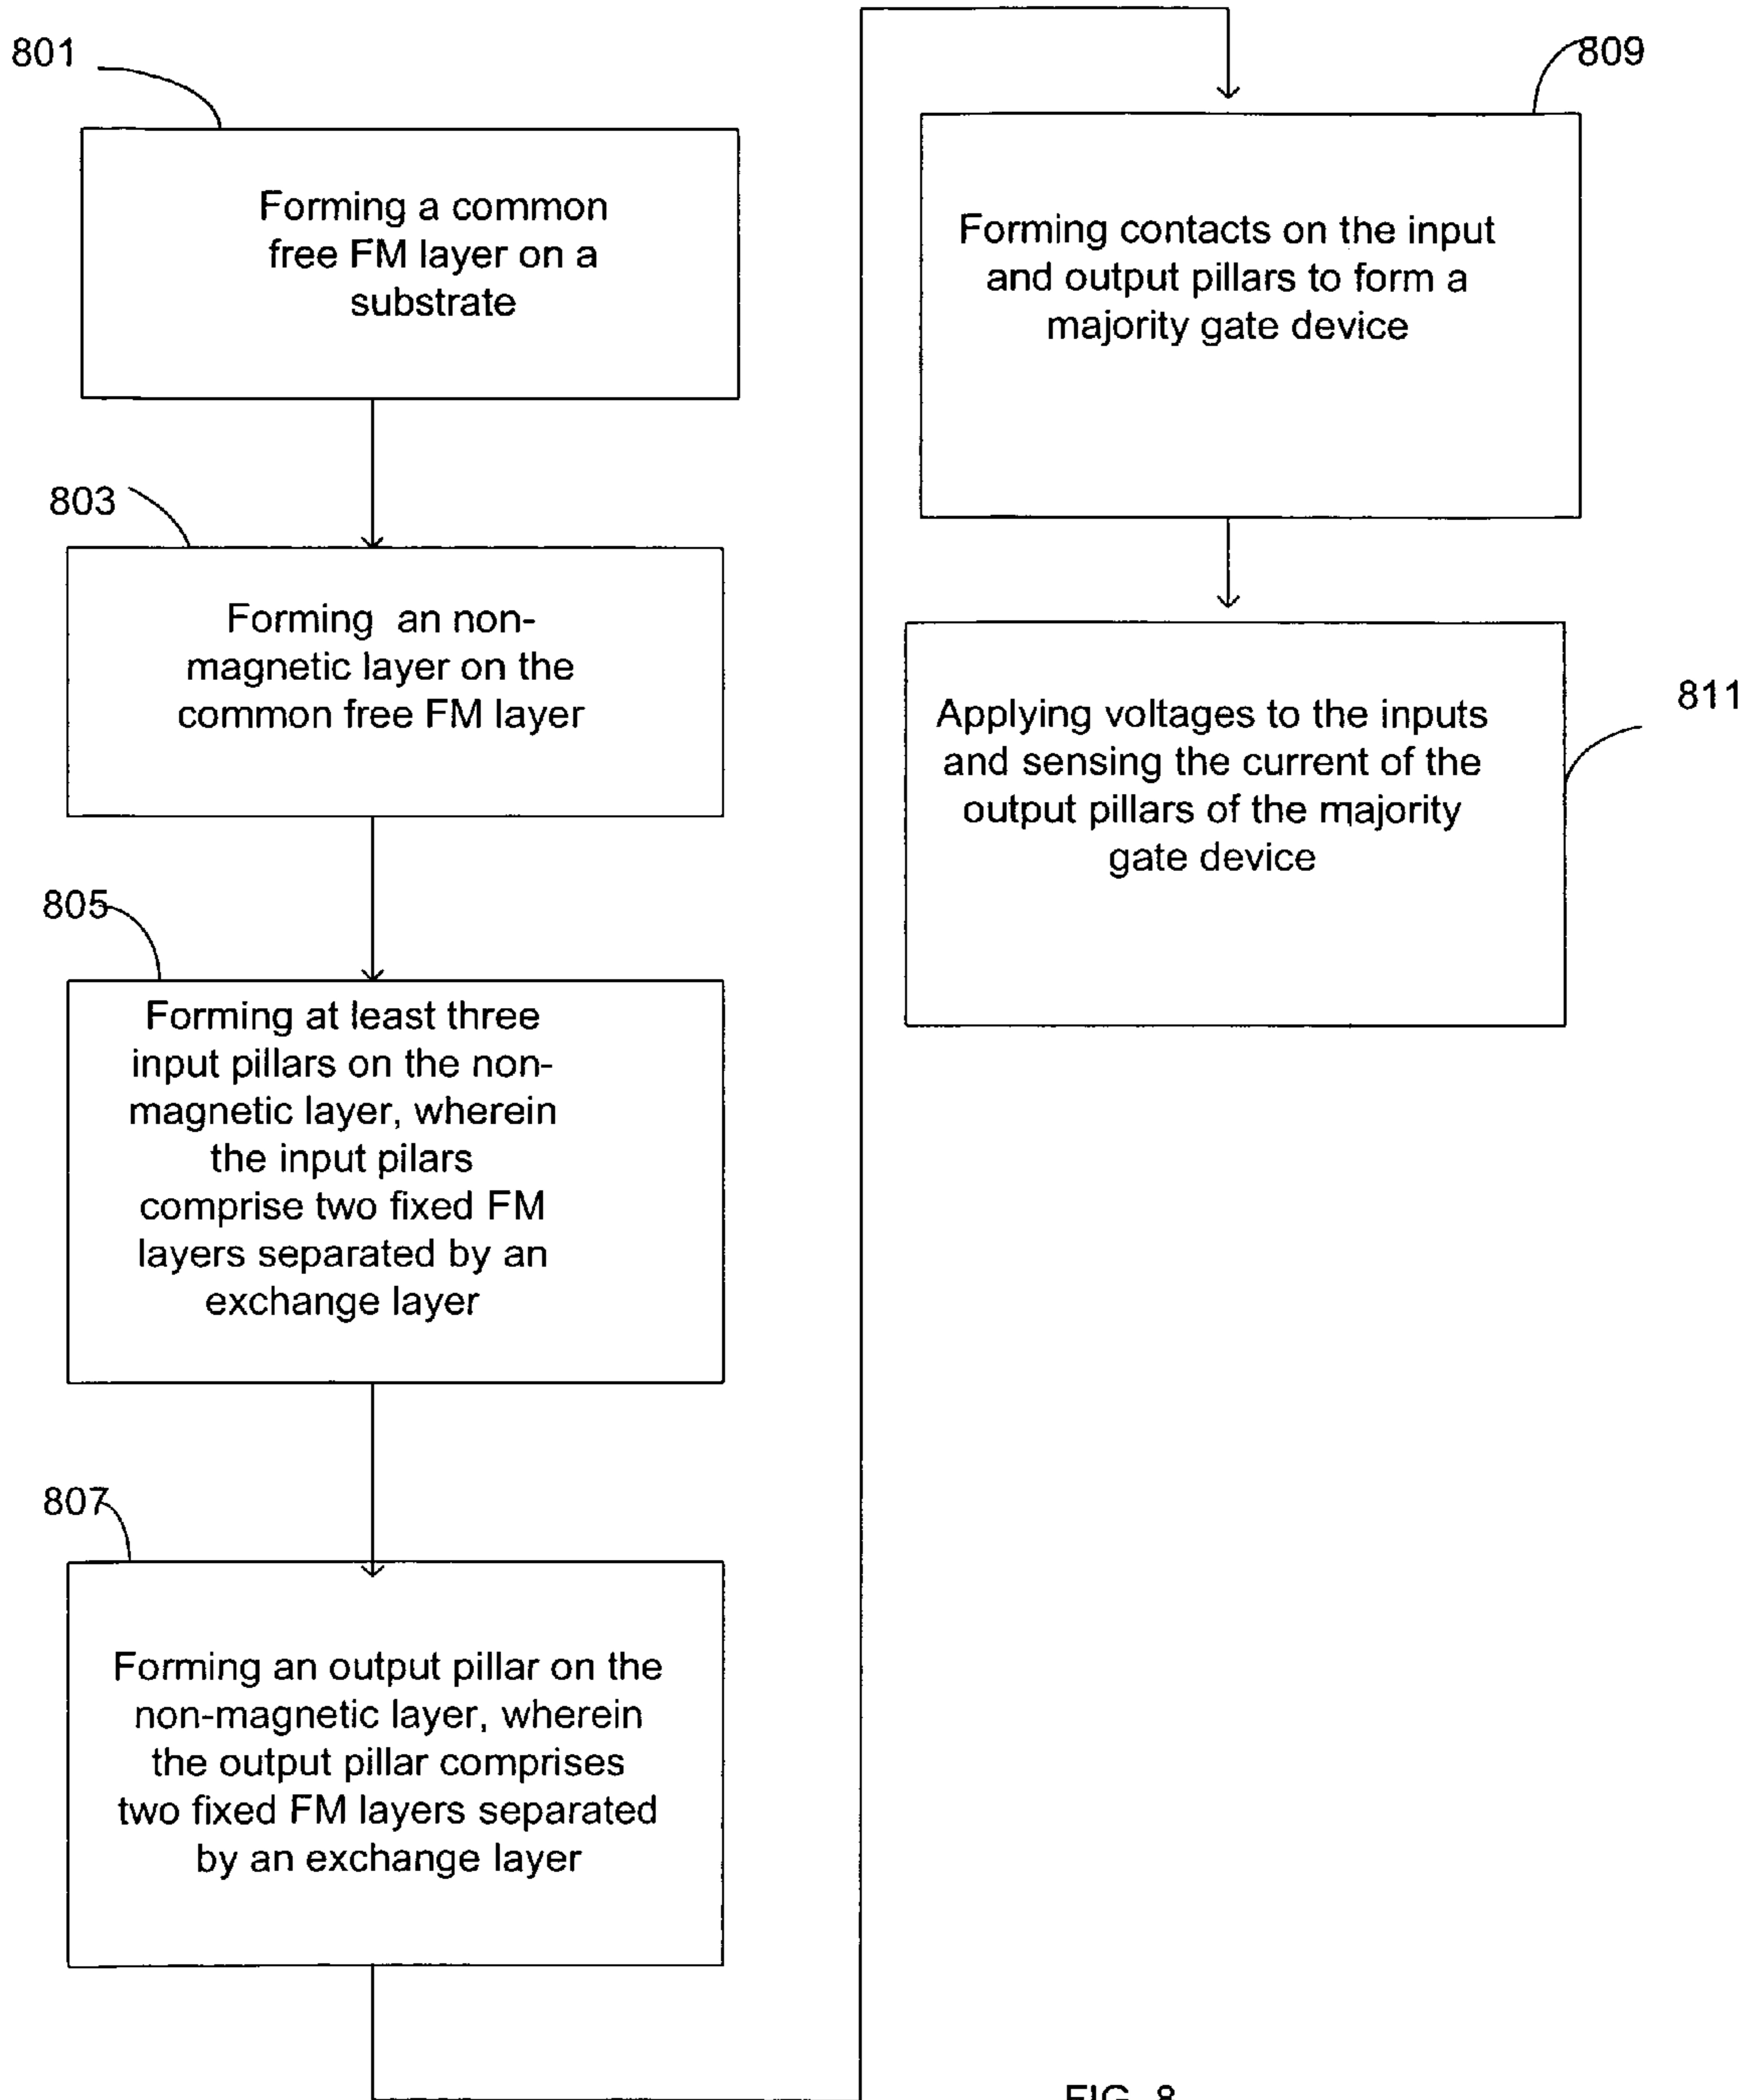 801
Forming a common
free FM layer on a
substrate
803
Forming an non-
magnetic layer on the
common free FM layer
805
Forming at least three
input pillars on the non-
magnetic layer, wherein
the input pilars
comprise two fixed FM
layers separated by an
exchange layer
807
Forming an output pillar on the
non-magnetic layer, wherein
the output pillar comprises
two fixed FM layers separated
by an exchange layer
809
Forming contacts on the input
and output pillars to form a
majority gate device
811
Applying voltages to the inputs
and sensing the current of the
output pillars of the majority
gate device
FIG. 8